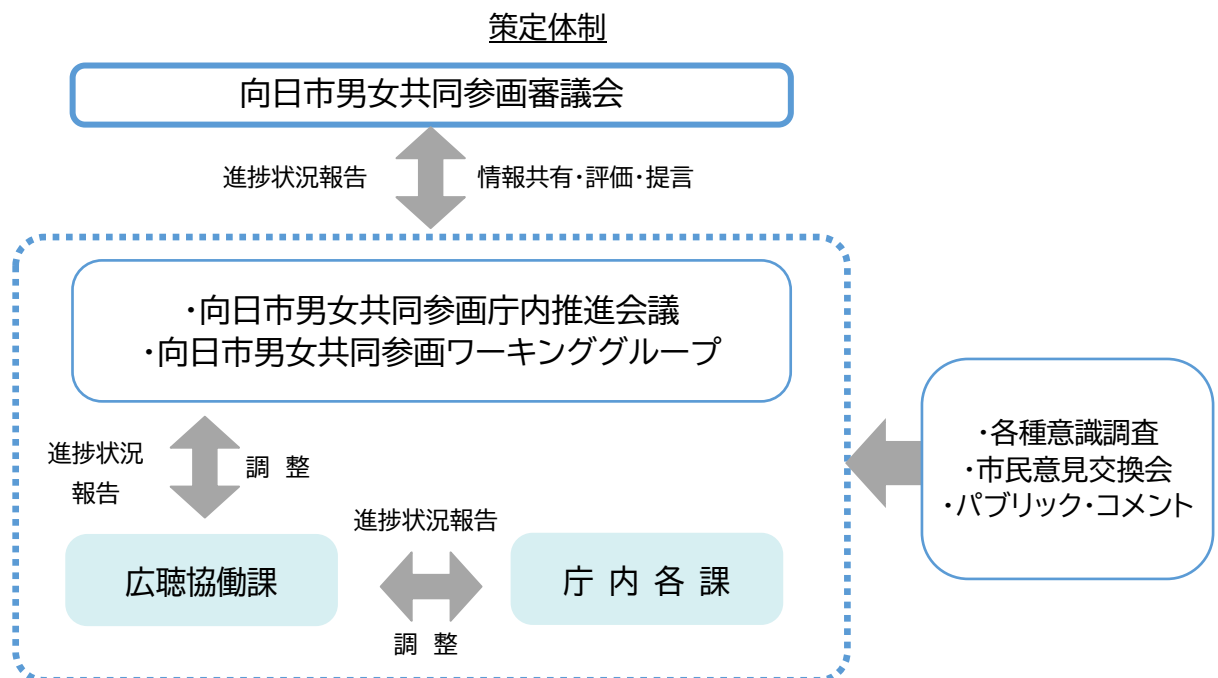 策定体制
向日市男女共同参画審議会
進捗状況報告
情報共有・評価・提言
・向日市男女共同参画庁内推進会議
・向日市男女共同参画ワーキンググループ
進捗状況
報告
調 整
進捗状況報告
広聴協働課
庁 内 各 課
調 整
・各種意識調査
・市民意見交換会
・パブリック・コメント